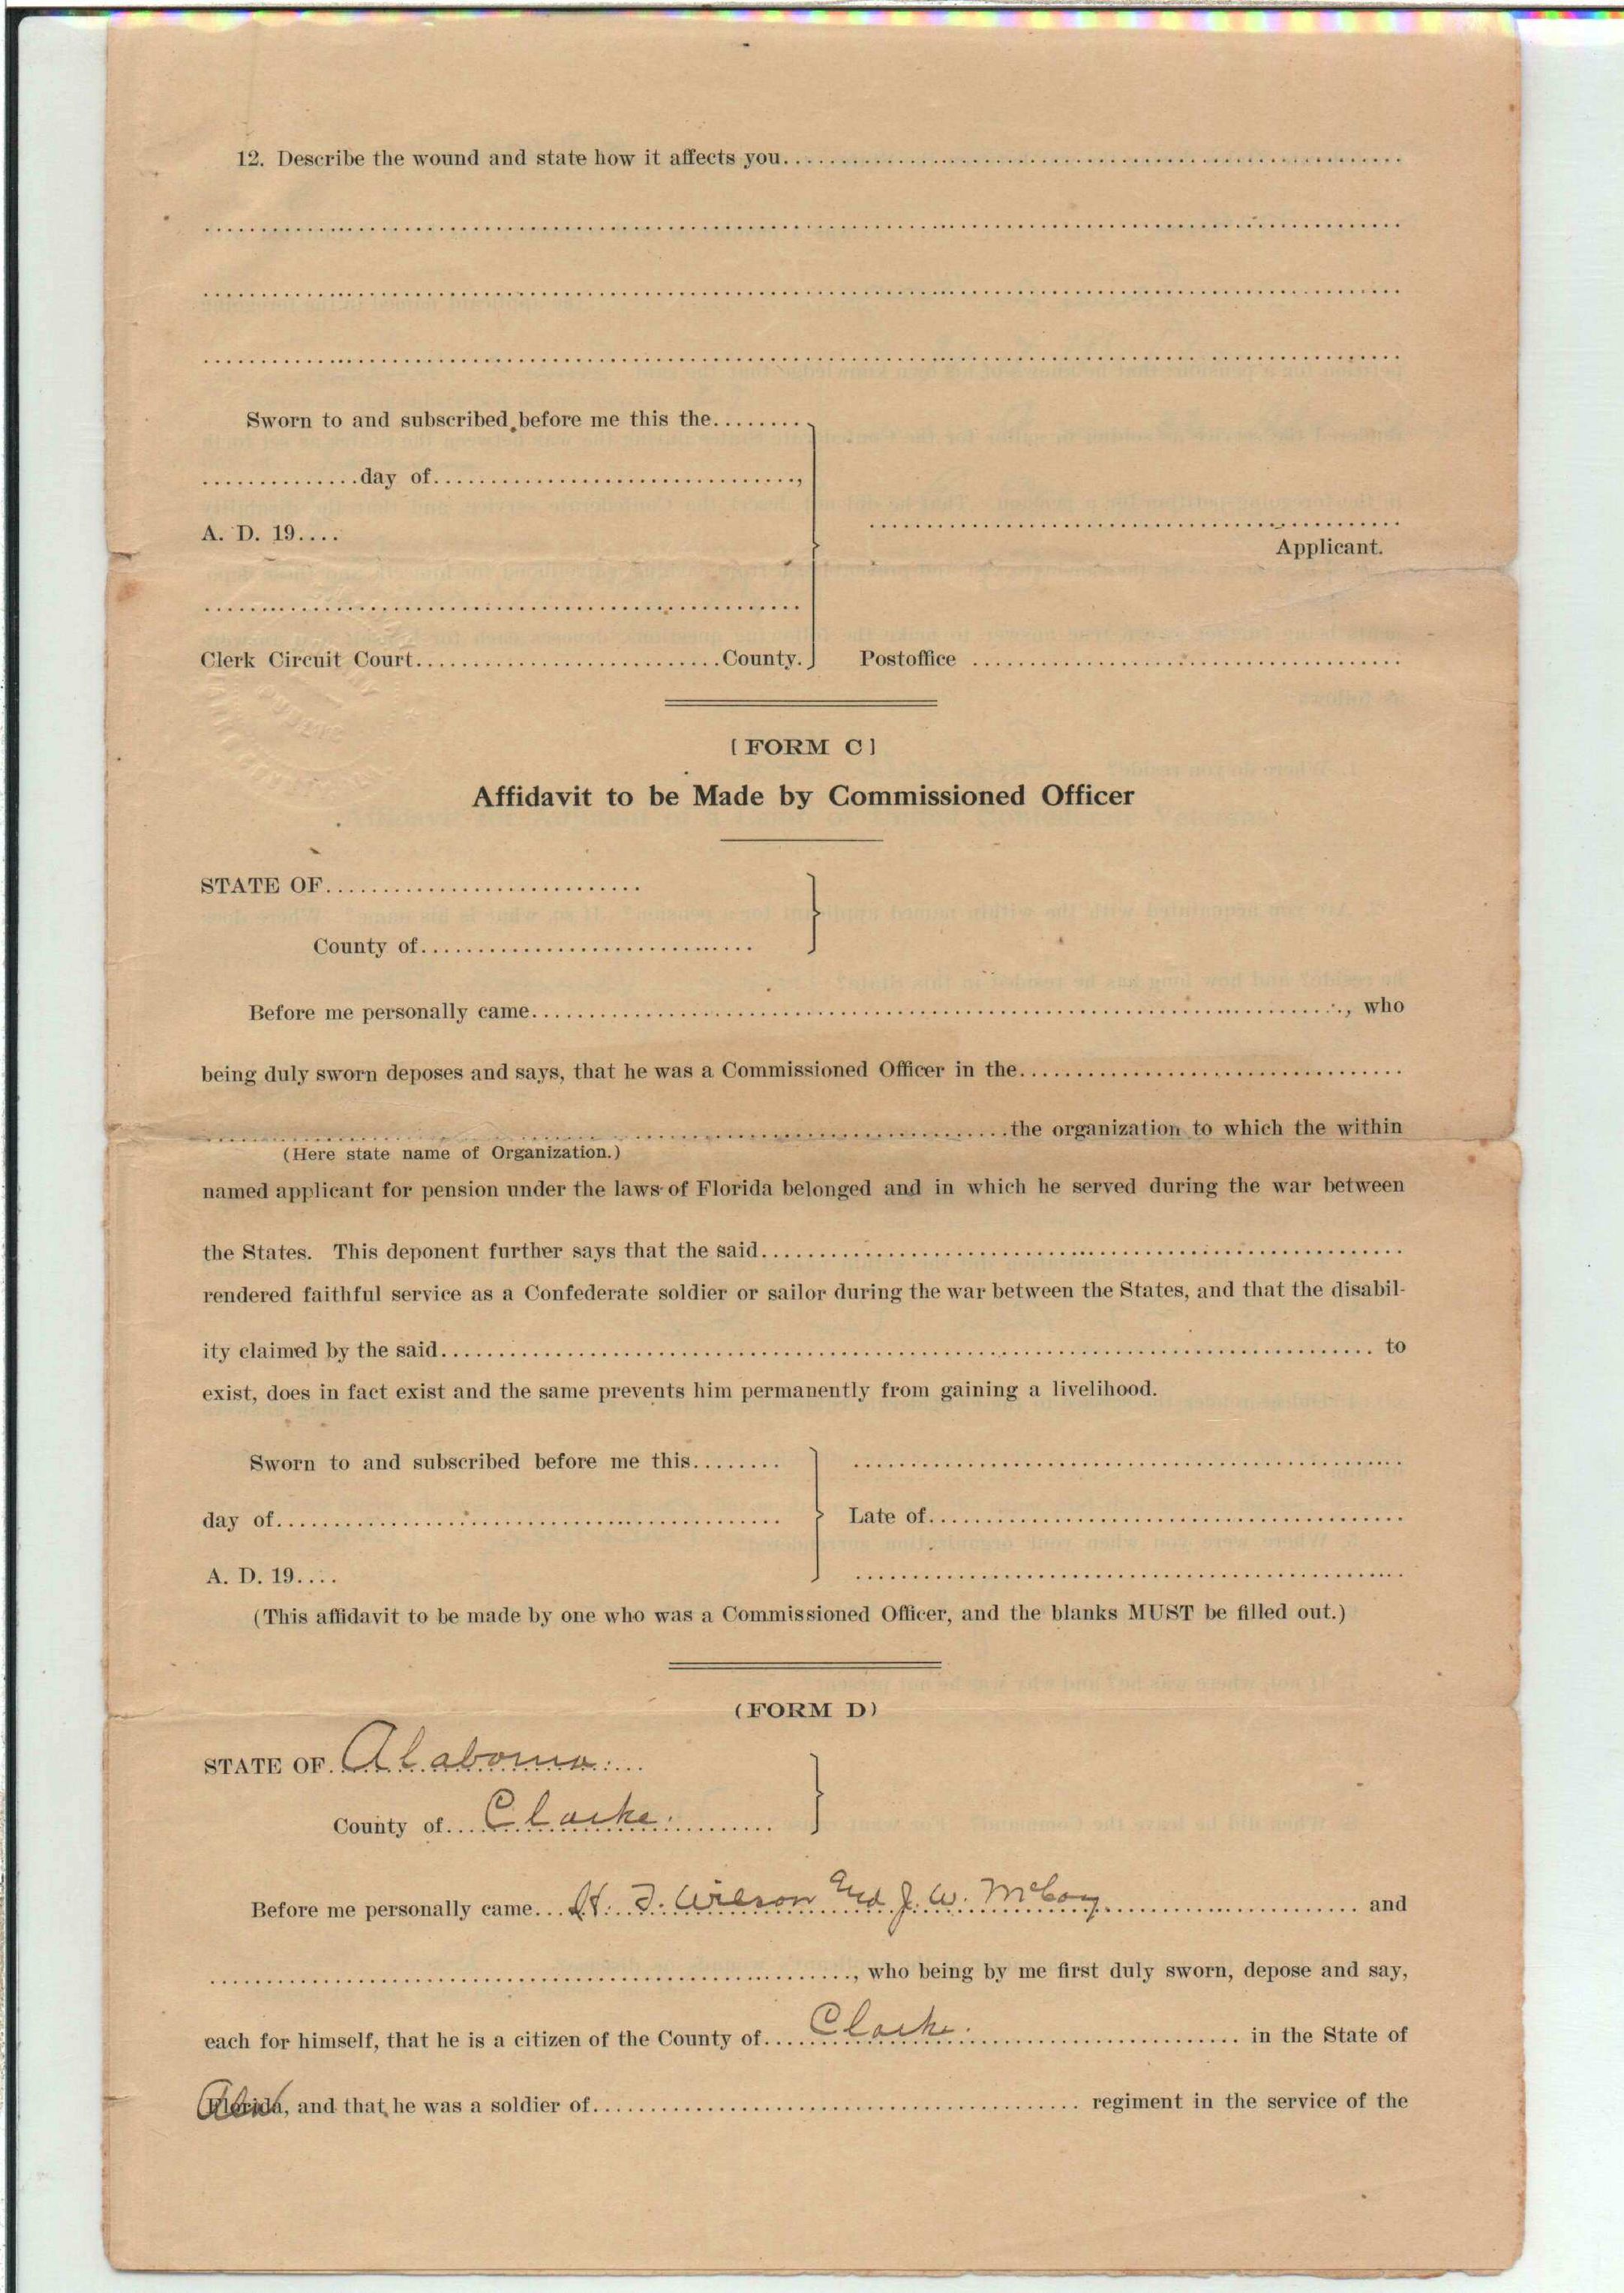 12. Describe the wound and state how it affects you
Sworn to and subscribed before me this the
day of
A. D. 19....
Applicant.
Clerk Circuit Court County. Postoffice
(FORM C)
Affidavit to be Made by Commissioned Officer
STATE OF
County of
Before me personally came , who
being duly sworn deposes and says, that he was a Commissioned Officer in the
the organization to which the within
(Here state name of Organization.)
named applicant for pension under the laws of Florida belonged and in which he served during the war between
the States. This deponent further says that the said
rendered faithful service as a Confederate soldier or sailor during the war between the States, and that the disabil-
ity claimed by the said to
exist, does in fact exist and the same prevents him permanently from gaining a livelihood.
Sworn to and subscribed before me this
day of Late of
A. D. 19....
(This affidavit to be made by one who was a Commissioned Officer, and the blanks MUST be filled out.)
(FORM D)
STATE OF Alabama
County of Clarke
Before me personally came F. Wilson and J. W. McCoy and
, who being by me first duly sworn, depose and say,
each for himself, that he is a citizen of the County of Clarke in the State of
, and that he was a soldier of regiment in the service of the